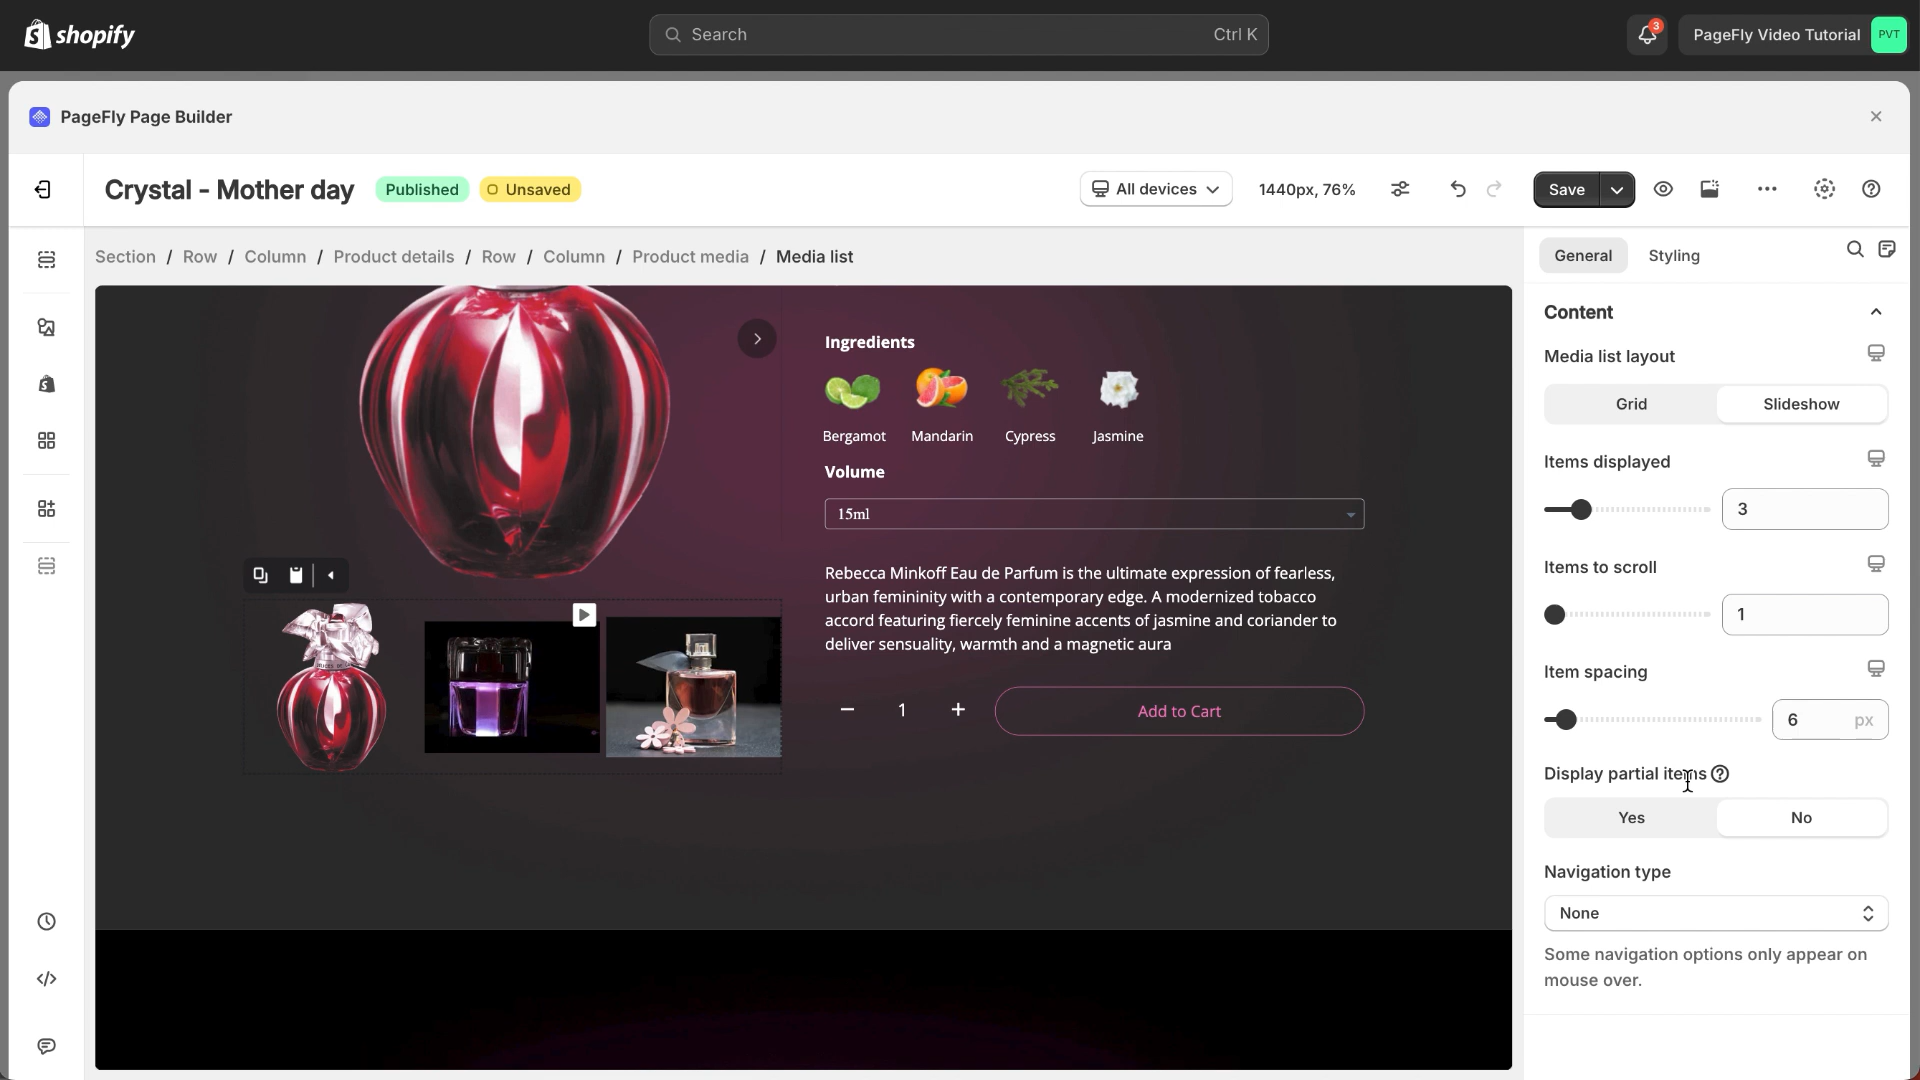 shopify
Search
Ctrl K
3
PageFly Video Tutorial
PVT
PageFly Page Builder
Crystal - Mother day
Published
Unsaved
All devices
1440px, 76%
Save
Section / Row / Column / Product details / Row / Column / Product media / Media list
General
Styling
Ingredients
Bergamot
Mandarin
Cypress
Jasmine
Volume
15ml
Rebecca Minkoff Eau de Parfum is the ultimate expression of fearless,
urban femininity with a contemporary edge. A modernized tobacco
accord featuring fiercely feminine accents of jasmine and coriander to
deliver sensuality, warmth and a magnetic aura
− 1 +
Add to Cart
Content
Media list layout
Grid
Slideshow
Items displayed
3
Items to scroll
1
Item spacing
6 px
Display partial items
Yes
No
Navigation type
None
Some navigation options only appear on
mouse over.